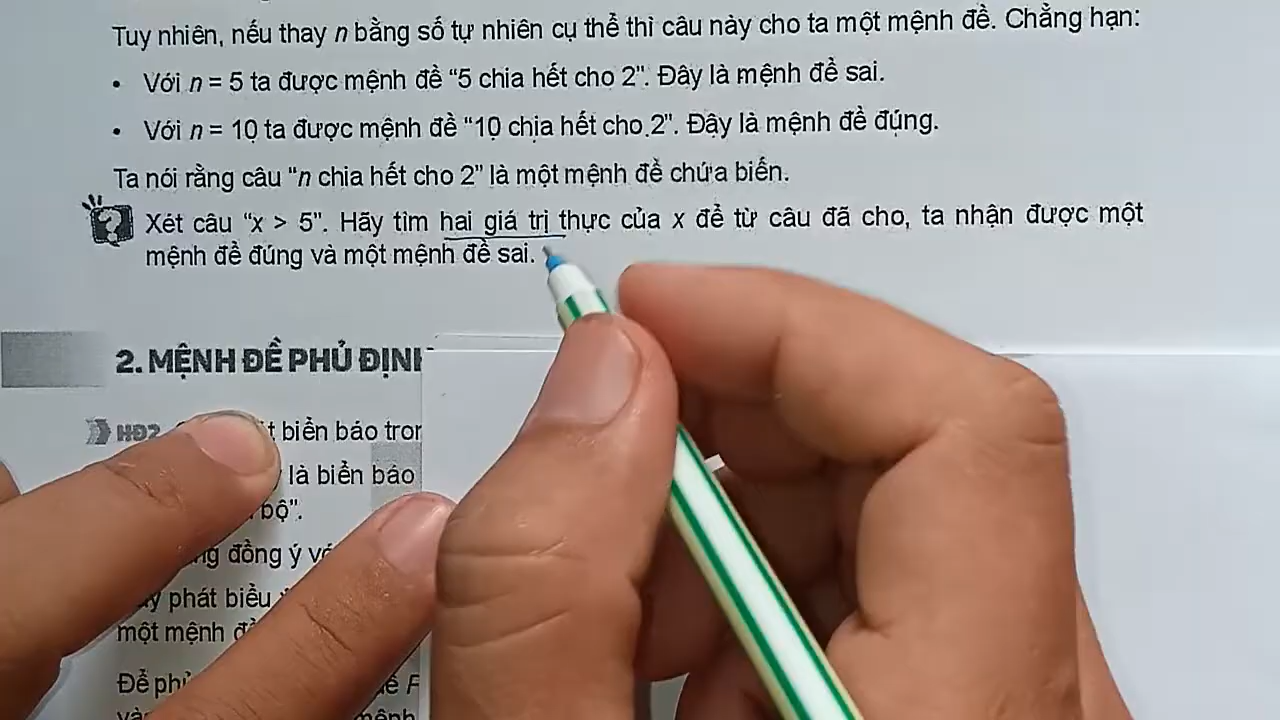 Tuy nhiên, nếu thay n bằng số tự nhiên cụ thể thì câu này cho ta một mệnh đề. Chẳng hạn:
• Với n = 5 ta được mệnh đề “5 chia hết cho 2”. Đây là mệnh đề sai.
• Với n = 10 ta được mệnh đề “10 chia hết cho 2”. Đây là mệnh đề đúng.
Ta nói rằng câu “n chia hết cho 2” là một mệnh đề chứa biến.
? Xét câu “x > 5”. Hãy tìm hai giá trị thực của x để từ câu đã cho, ta nhận được một
mệnh đề đúng và một mệnh đề sai.
2. MỆNH ĐỀ PHỦ ĐỊNH
HĐ2 biển báo
là biển báo
bộ”.
đồng ý
phát biểu
một mệnh
Để F
mệnh